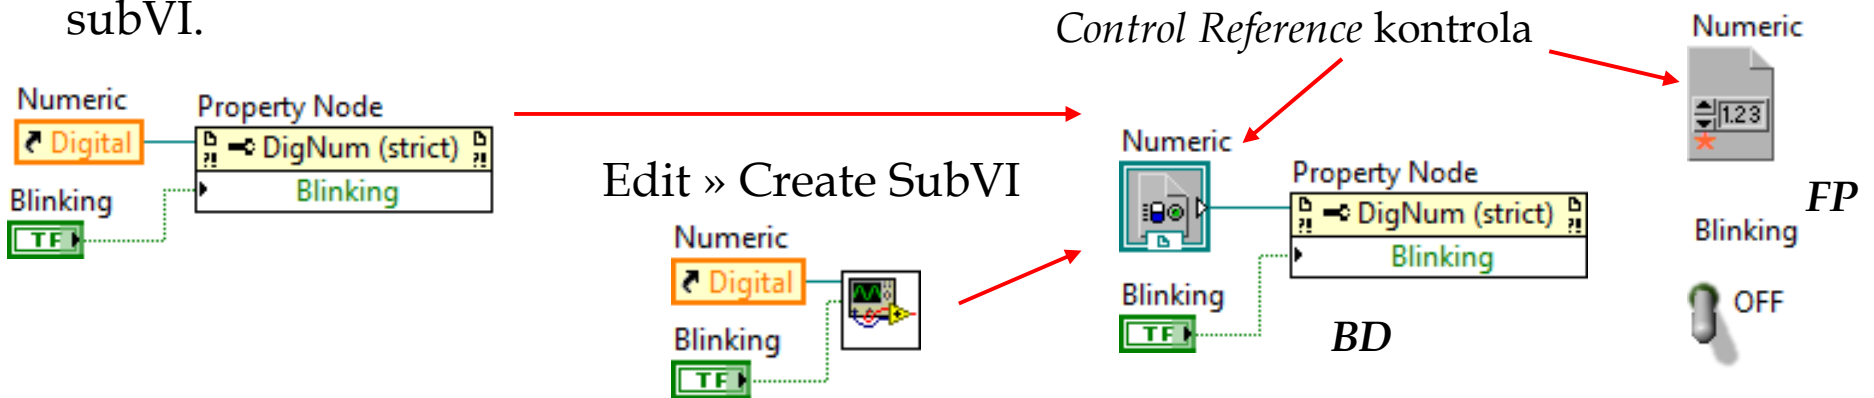 subVI.
Control Reference kontrola
Numeric
Digital
Property Node
?! DigNum (strict) ?!
Blinking
Blinking
TF
Edit » Create SubVI
Numeric
Digital
Blinking
TF
Numeric
Property Node
?! DigNum (strict) ?!
Blinking
Blinking
TF
BD
Numeric
1.23
FP
Blinking
OFF